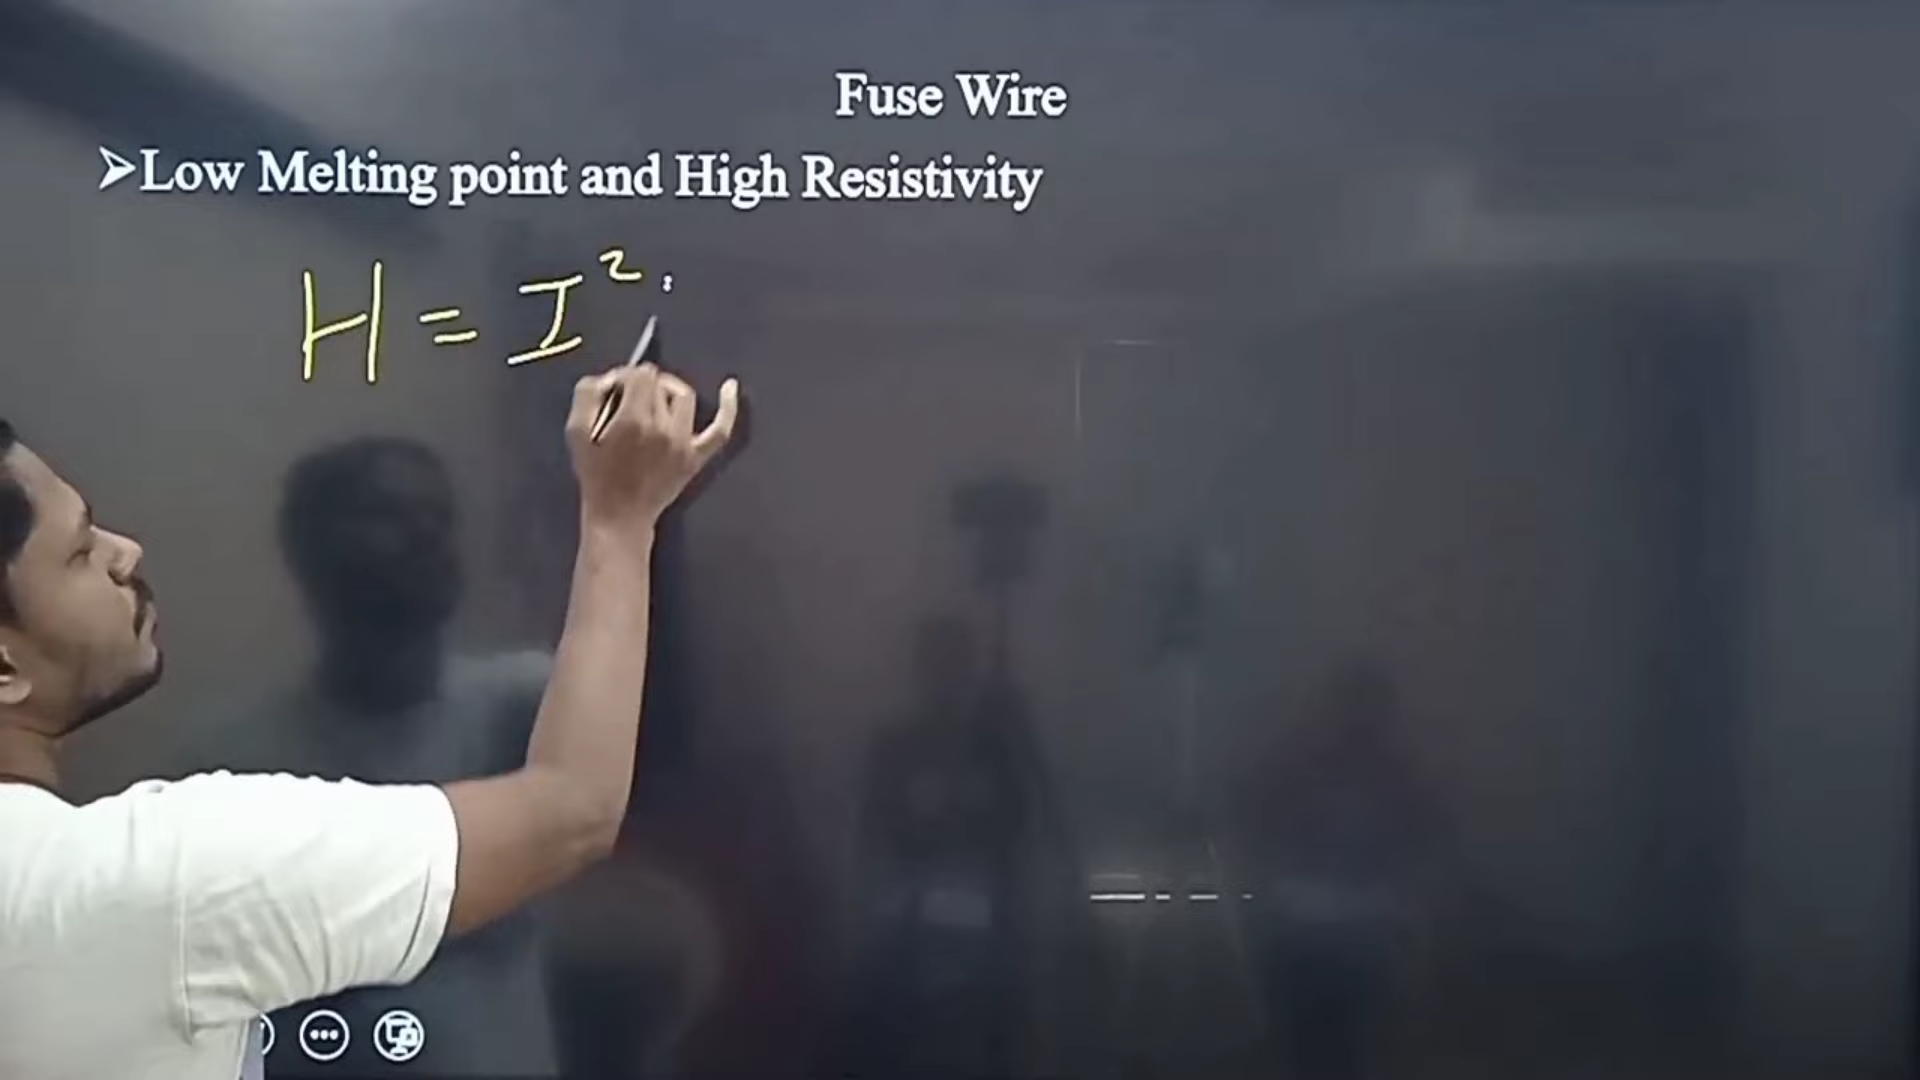 Fuse Wire
➢Low Melting point and High Resistivity
H = I²